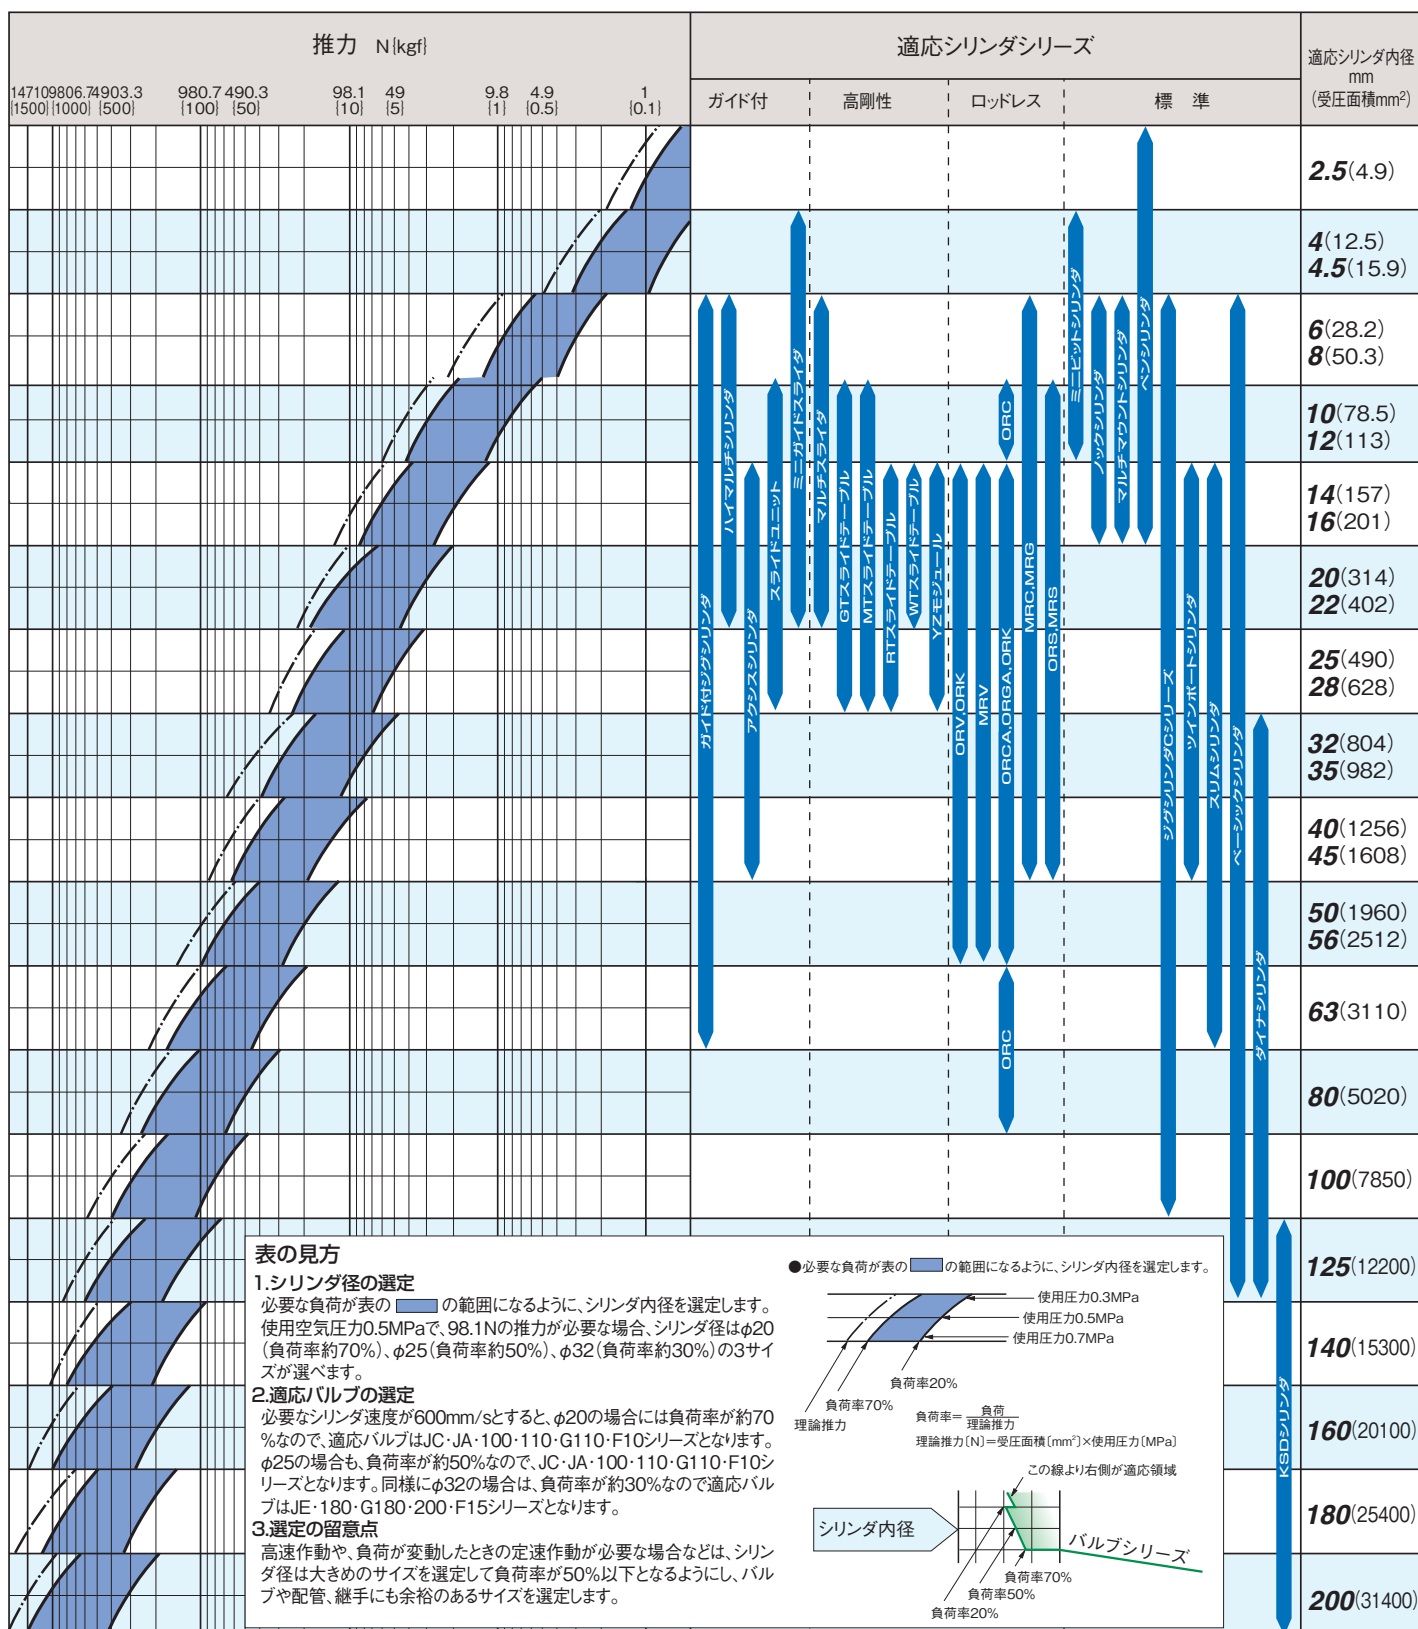 推力 N{kgf}
適応シリンダシリーズ
適応シリンダ内径
mm
(受圧面積mm²)
14710 9806.7 4903.3 980.7 490.3 98.1 49 9.8 4.9 1
{1500} {1000} {500} {100} {50} {10} {5} {1} {0.5} {0.1}
ガイド付
高剛性
ロッドレス
標 準
2.5(4.9)
4(12.5)
4.5(15.9)
6(28.2)
8(50.3)
10(78.5)
12(113)
14(157)
16(201)
20(314)
22(402)
25(490)
28(628)
32(804)
35(982)
40(1256)
45(1608)
50(1960)
56(2512)
63(3110)
80(5020)
100(7850)
125(12200)
140(15300)
160(20100)
180(25400)
200(31400)
ガイド付ジグシリンダ
ハイマルチシリンダ
アクシスシリンダ
スライドユニット
ミニガイドスライダ
マルチスライダ
GTスライドテーブル
MTスライドテーブル
RTスライドテーブル
WTスライドテーブル
YZモジュール
ORV,ORK
MRV
ORC
ORCA,ORGA,ORK
ORC
MRC,MRG
ORS,MRS
ミニビットシリンダ
ノックシリンダ
マルチマウントシリンダ
ペンシリンダ
ジグシリンダCシリーズ
ツインポートシリンダ
スリムシリンダ
ベーシックシリンダ
ダイナシリンダ
KSDシリンダ
表の見方
1.シリンダ径の選定
必要な負荷が表の の範囲になるように、シリンダ内径を選定します。
使用空気圧力0.5MPaで、98.1Nの推力が必要な場合、シリンダ径はφ20
(負荷率約70%)、φ25(負荷率約50%)、φ32(負荷率約30%)の3サイ
ズが選べます。
2.適応バルブの選定
必要なシリンダ速度が600mm/sとすると、φ20の場合には負荷率が約70
%なので、適応バルブはJC・JA・100・110・G110・F10シリーズとなります。
φ25の場合も、負荷率が約50%なので、JC・JA・100・110・G110・F10シ
リーズとなります。同様にφ32の場合は、負荷率が約30%なので適応バル
ブはJE・180・G180・200・F15シリーズとなります。
3.選定の留意点
高速作動や、負荷が変動したときの定速作動が必要な場合などは、シリン
ダ径は大きめのサイズを選定して負荷率が50%以下となるようにし、バル
ブや配管、継手にも余裕のあるサイズを選定します。
●必要な負荷が表の の範囲になるように、シリンダ内径を選定します。
使用圧力0.3MPa
使用圧力0.5MPa
使用圧力0.7MPa
負荷率20%
負荷率70%
理論推力
負荷率=負荷/理論推力
理論推力[N]=受圧面積[mm²]×使用圧力[MPa]
この線より右側が適応領域
シリンダ内径
バルブシリーズ
負荷率70%
負荷率50%
負荷率20%